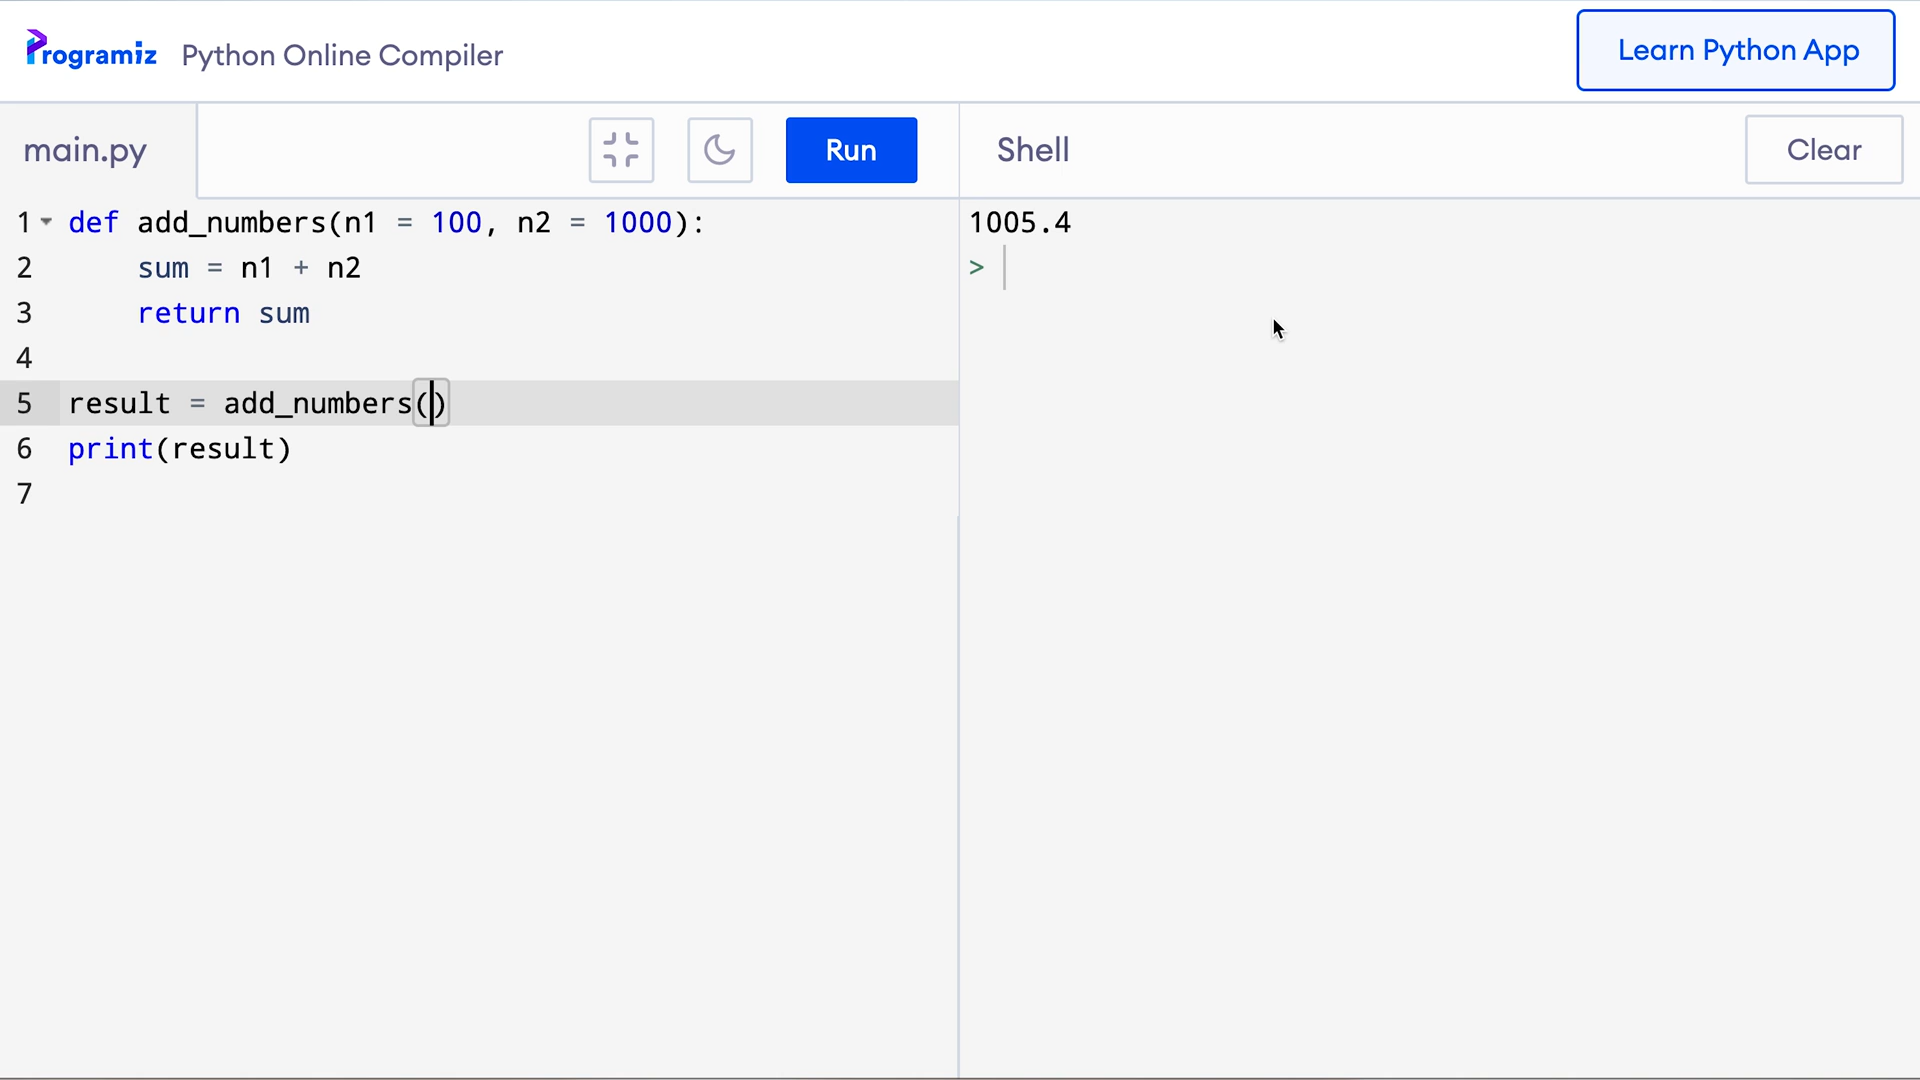 Programiz Python Online Compiler
Learn Python App
main.py
Run
Shell
Clear
1 def add_numbers(n1 = 100, n2 = 1000):
2     sum = n1 + n2
3     return sum
4
5 result = add_numbers()
6 print(result)
7
1005.4
>